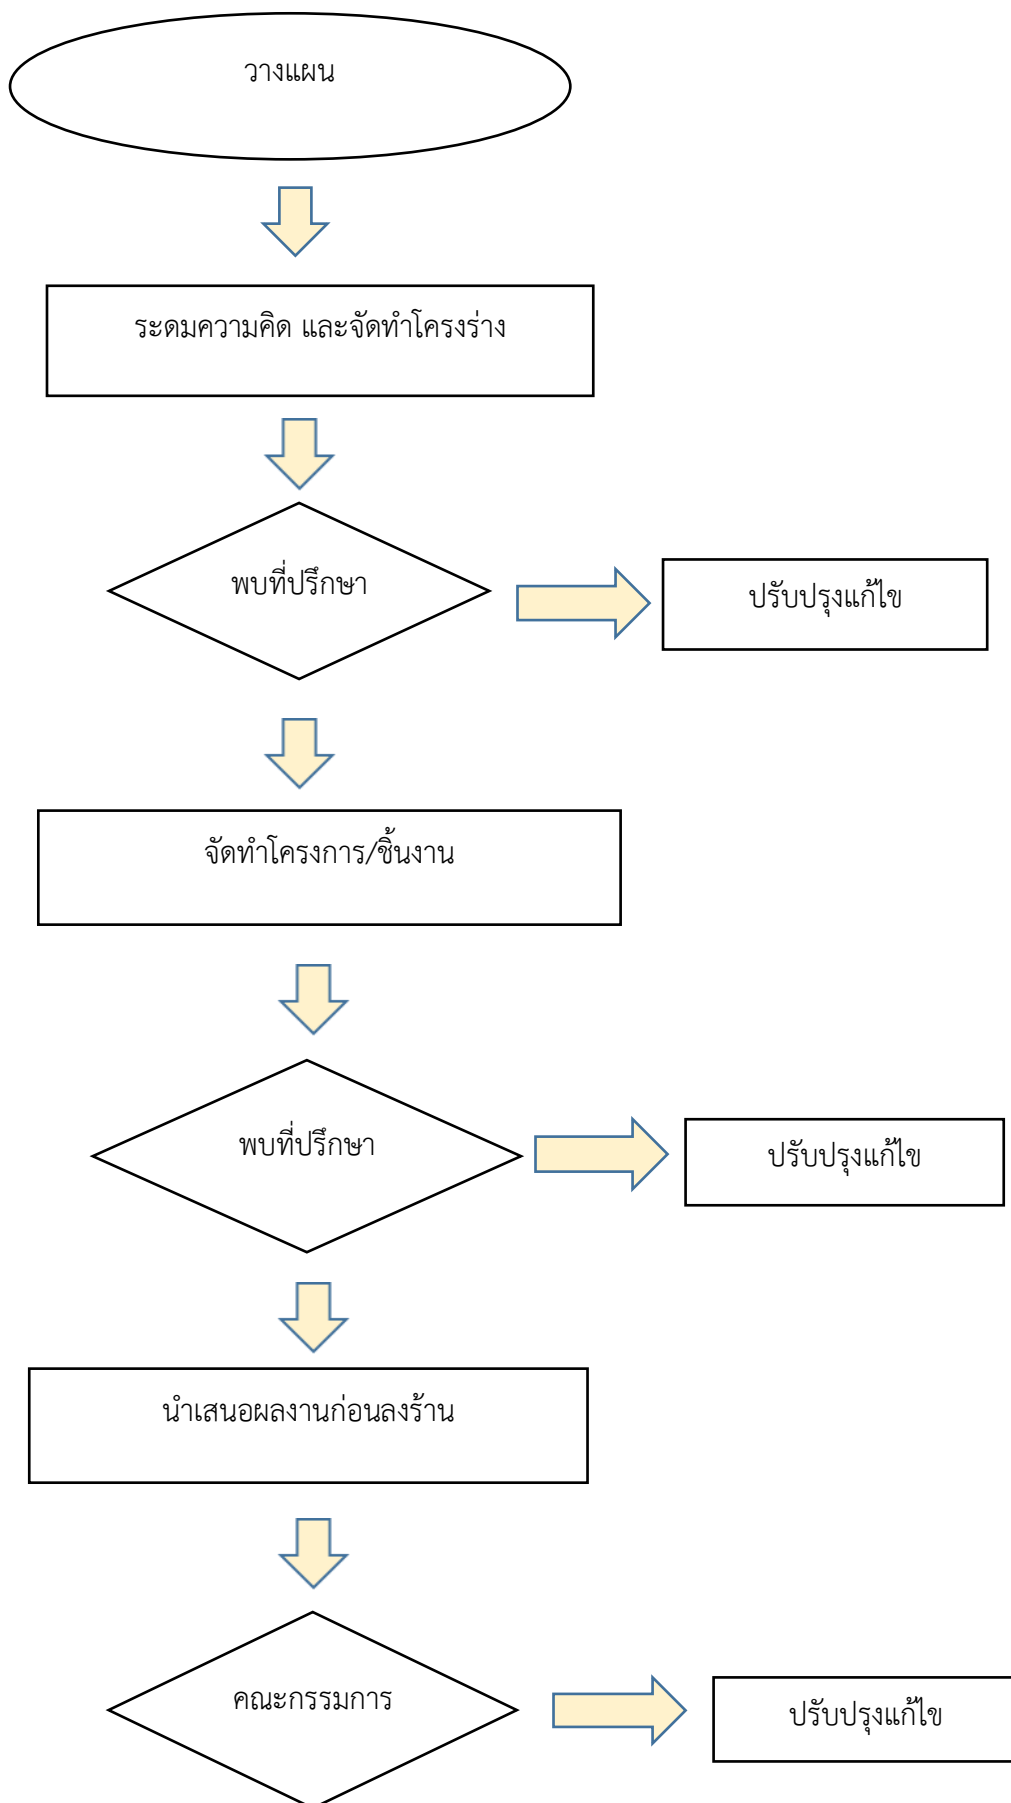 วางแผน
ระดมความคิด และจัดทำโครงร่าง
พบที่ปรึกษา
ปรับปรุงแก้ไข
จัดทำโครงการ/ชิ้นงาน
พบที่ปรึกษา
ปรับปรุงแก้ไข
นำเสนอผลงานก่อนลงร้าน
คณะกรรมการ
ปรับปรุงแก้ไข